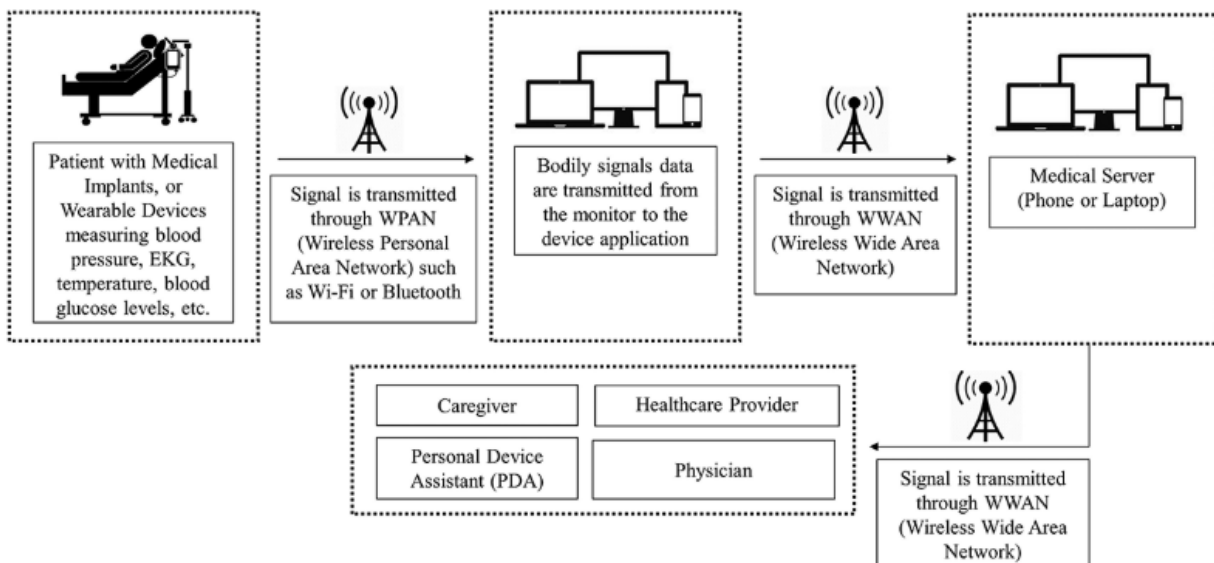 Patient with Medical
Implants, or
Wearable Devices
measuring blood
pressure, EKG,
temperature, blood
glucose levels, etc.
Signal is transmitted
through WPAN
(Wireless Personal
Area Network) such
as Wi-Fi or Bluetooth
Bodily signals data
are transmitted from
the monitor to the
device application
Signal is transmitted
through WWAN
(Wireless Wide Area
Network)
Medical Server
(Phone or Laptop)
Caregiver
Healthcare Provider
Personal Device
Assistant (PDA)
Physician
Signal is transmitted
through WWAN
(Wireless Wide Area
Network)